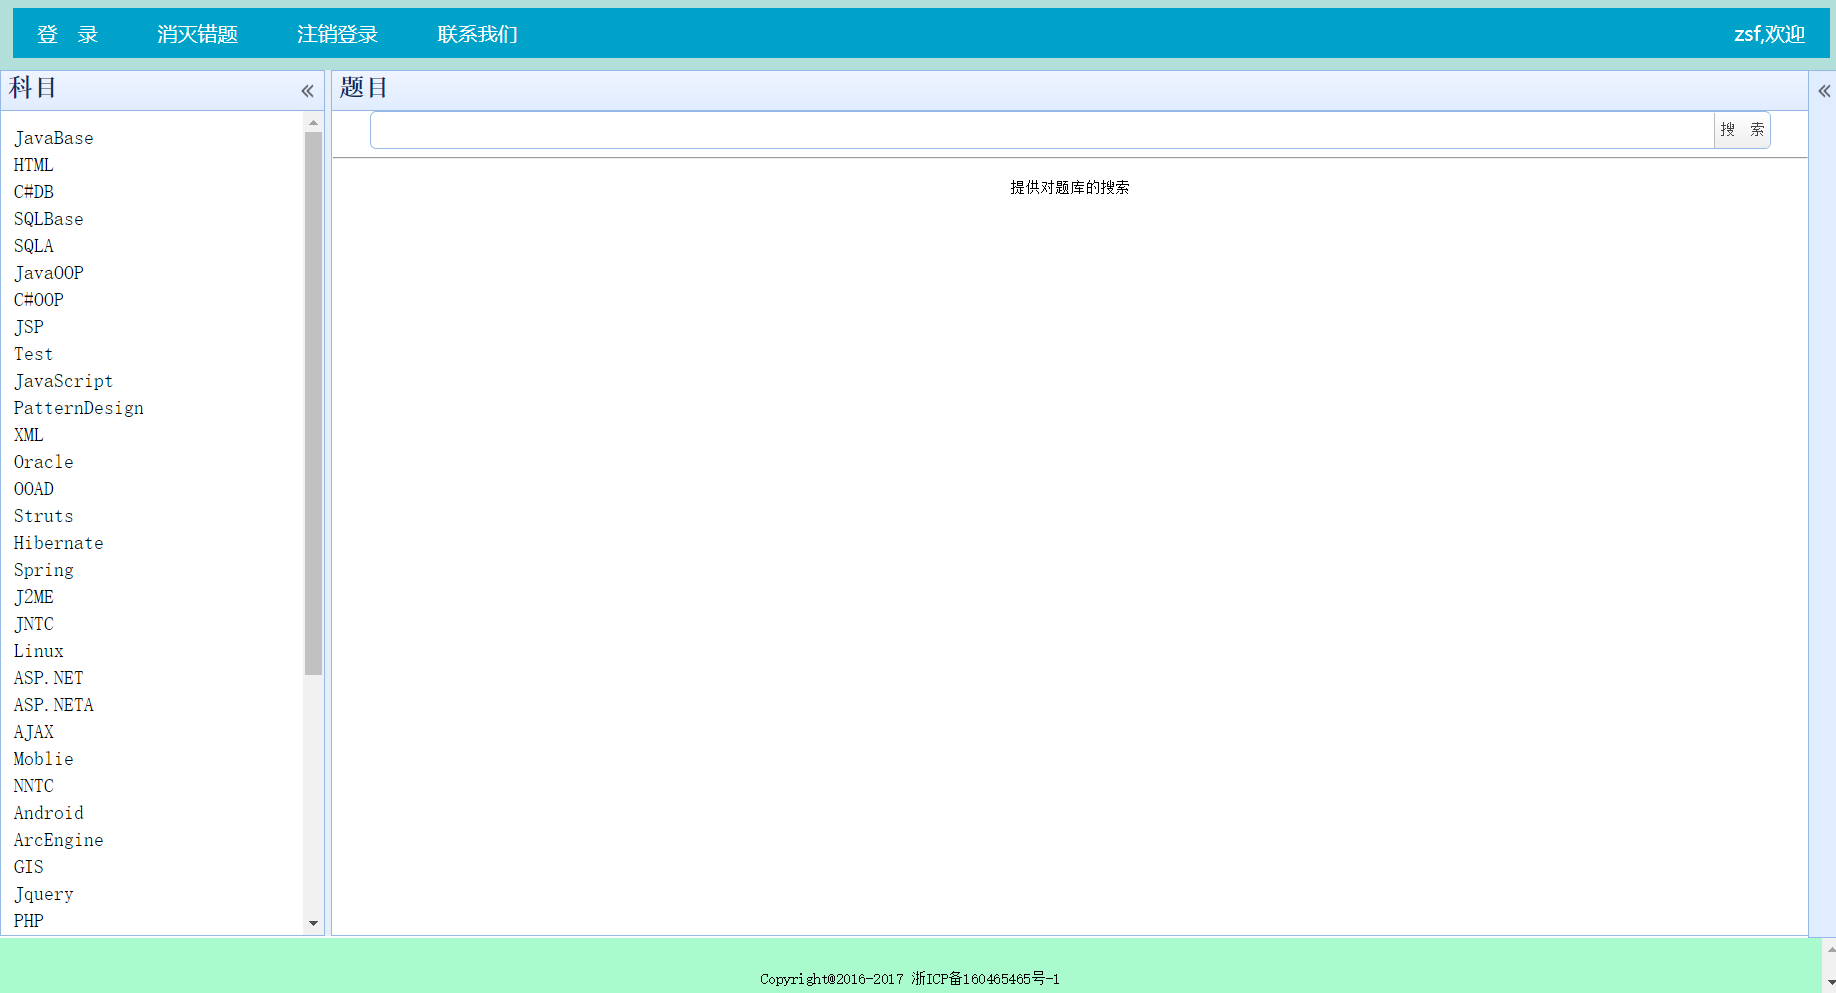 登 录 消灭错题 注销登录 联系我们 zsf,欢迎
科目
题目
搜 索
提供对题库的搜索
JavaBase
HTML
C#DB
SQLBase
SQLA
JavaOOP
C#OOP
JSP
Test
JavaScript
PatternDesign
XML
Oracle
OOAD
Struts
Hibernate
Spring
J2ME
JNTC
Linux
ASP.NET
ASP.NETA
AJAX
Moblie
NNTC
Android
ArcEngine
GIS
Jquery
PHP
Copyright@2016-2017 浙ICP备160465465号-1